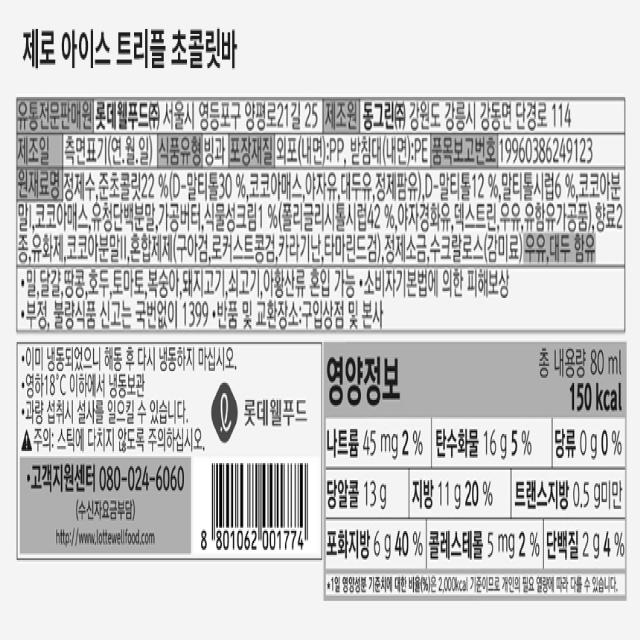 제로 아이스 트리플 초콜릿바
유통전문판매원 롯데웰푸드㈜ 서울시 영등포구 양평로21길 25 제조원 동그린㈜ 강원도 강릉시 강동면 단경로 114
제조일 측면표기(연.월.일) 식품유형 빙과 포장재질 외포(내면):PP, 받침대(내면):PE 품목보고번호 19960386249123
원재료명 정제수,준초콜릿22 %(D-말티톨30 %,코코아매스,야자유,대두유,정제팜유),D-말티톨12 %,말티톨시럽6 %,코코아분
말Ⅰ,코코아매스,유청단백분말,가공버터,식물성크림1 %(폴리글리시톨시럽42 %,야자경화유,덱스트린,우유,유함유가공품),향료2
종,유화제,코코아분말Ⅱ,혼합제제(구아검,로커스트콩검,카라기난,타마린드검),정제소금,수크랄로스(감미료) 우유,대두 함유
•밀,달걀,땅콩,호두,토마토,복숭아,돼지고기,쇠고기,아황산류 혼입 가능 •소비자기본법에 의한 피해보상
•부정, 불량식품 신고는 국번없이 1399 •반품 및 교환장소:구입상점 및 본사
•이미 냉동되었으니 해동 후 다시 냉동하지 마십시오.
•영하18℃ 이하에서 냉동보관
•과량 섭취시 설사를 일으킬 수 있습니다.
주의: 스틱에 다치지 않도록 주의하십시오.
롯데웰푸드
•고객지원센터 080-024-6060
(수신자요금부담)
http://www.lottewellfood.com
8 801062 001774
영양정보
총 내용량 80 ml
150 kcal
나트륨 45 mg 2 % 탄수화물 16 g 5 % 당류 0 g 0 %
당알콜 13 g 지방 11 g 20 % 트랜스지방 0.5 g미만
포화지방 6 g 40 % 콜레스테롤 5 mg 2 % 단백질 2 g 4 %
*1일 영양성분 기준치에 대한 비율(%)은 2,000kcal 기준이므로 개인의 필요 열량에 따라 다를 수 있습니다.